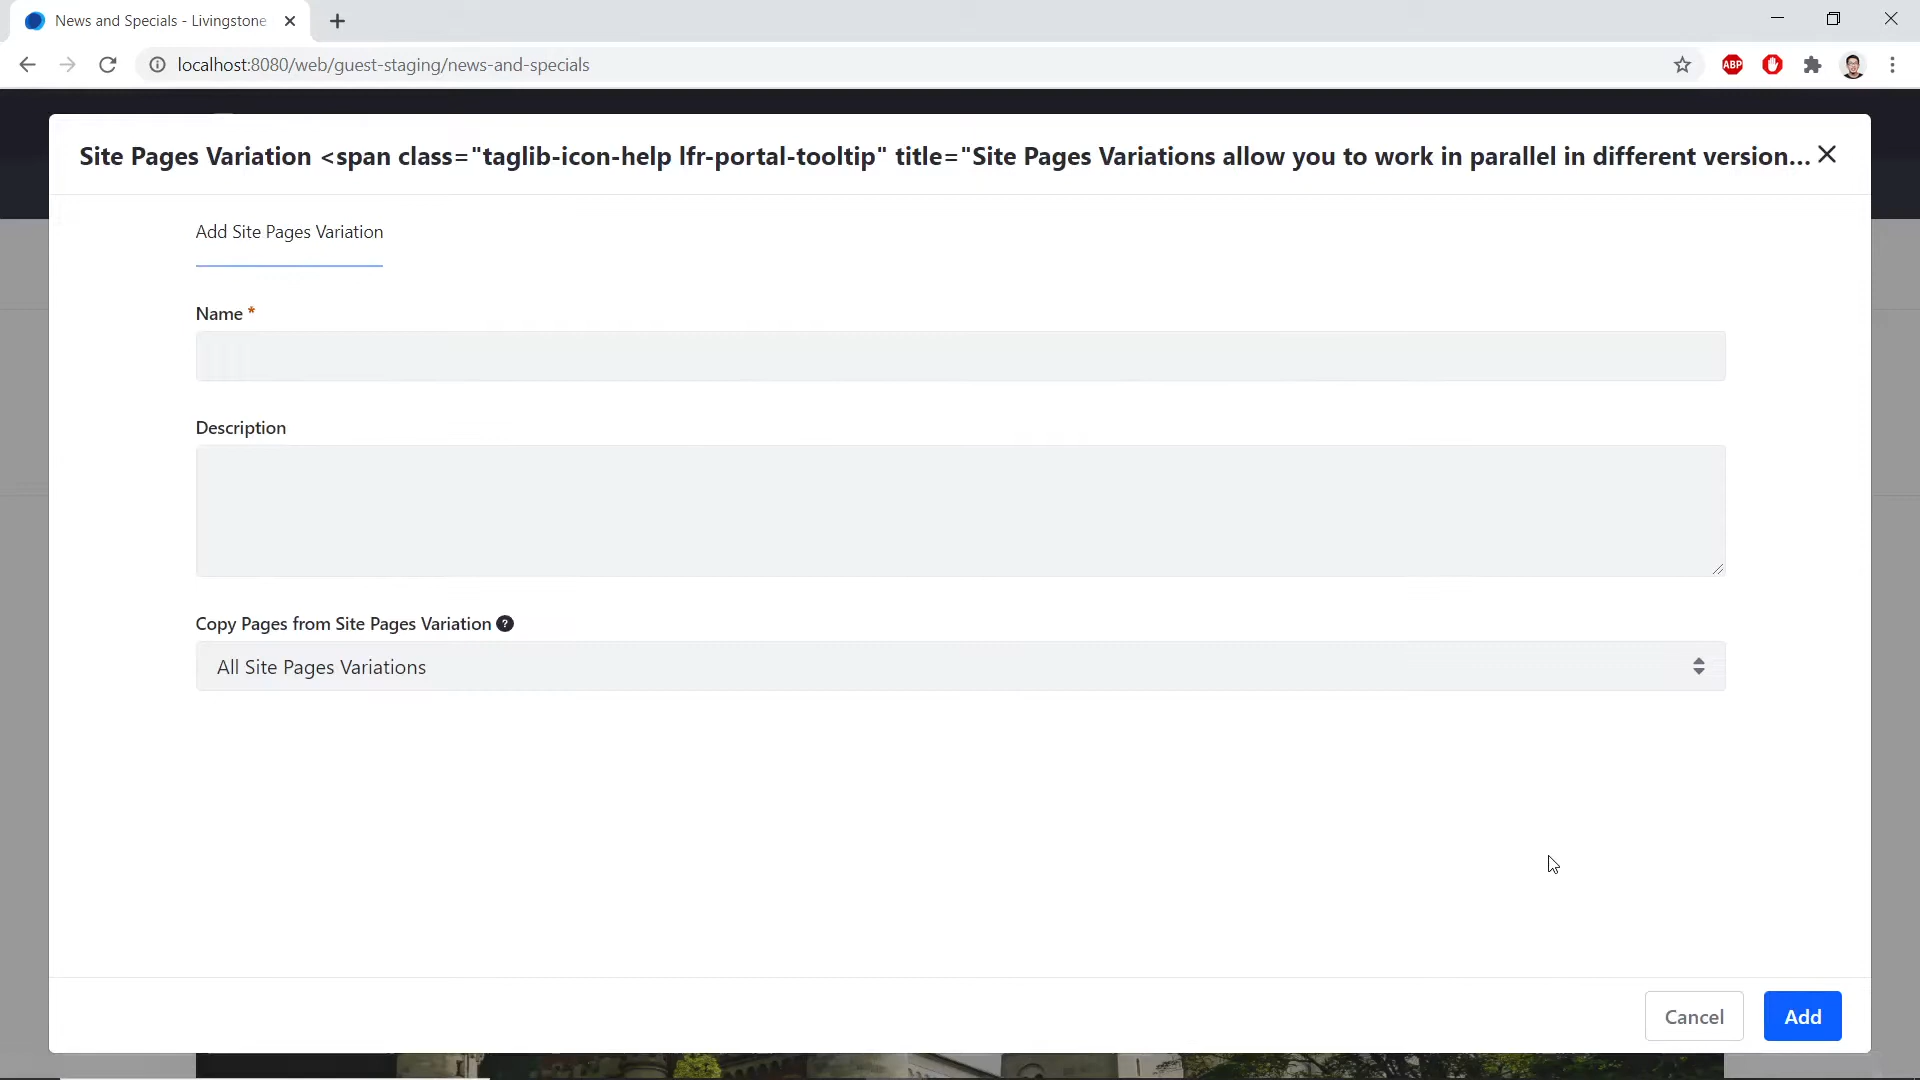 News and Specials - Livingstone
localhost:8080/web/guest-staging/news-and-specials
ABP
Site Pages Variation <span class="taglib-icon-help lfr-portal-tooltip" title="Site Pages Variations allow you to work in parallel in different version...
Add Site Pages Variation
Name *
Description
Copy Pages from Site Pages Variation ?
All Site Pages Variations
Cancel
Add